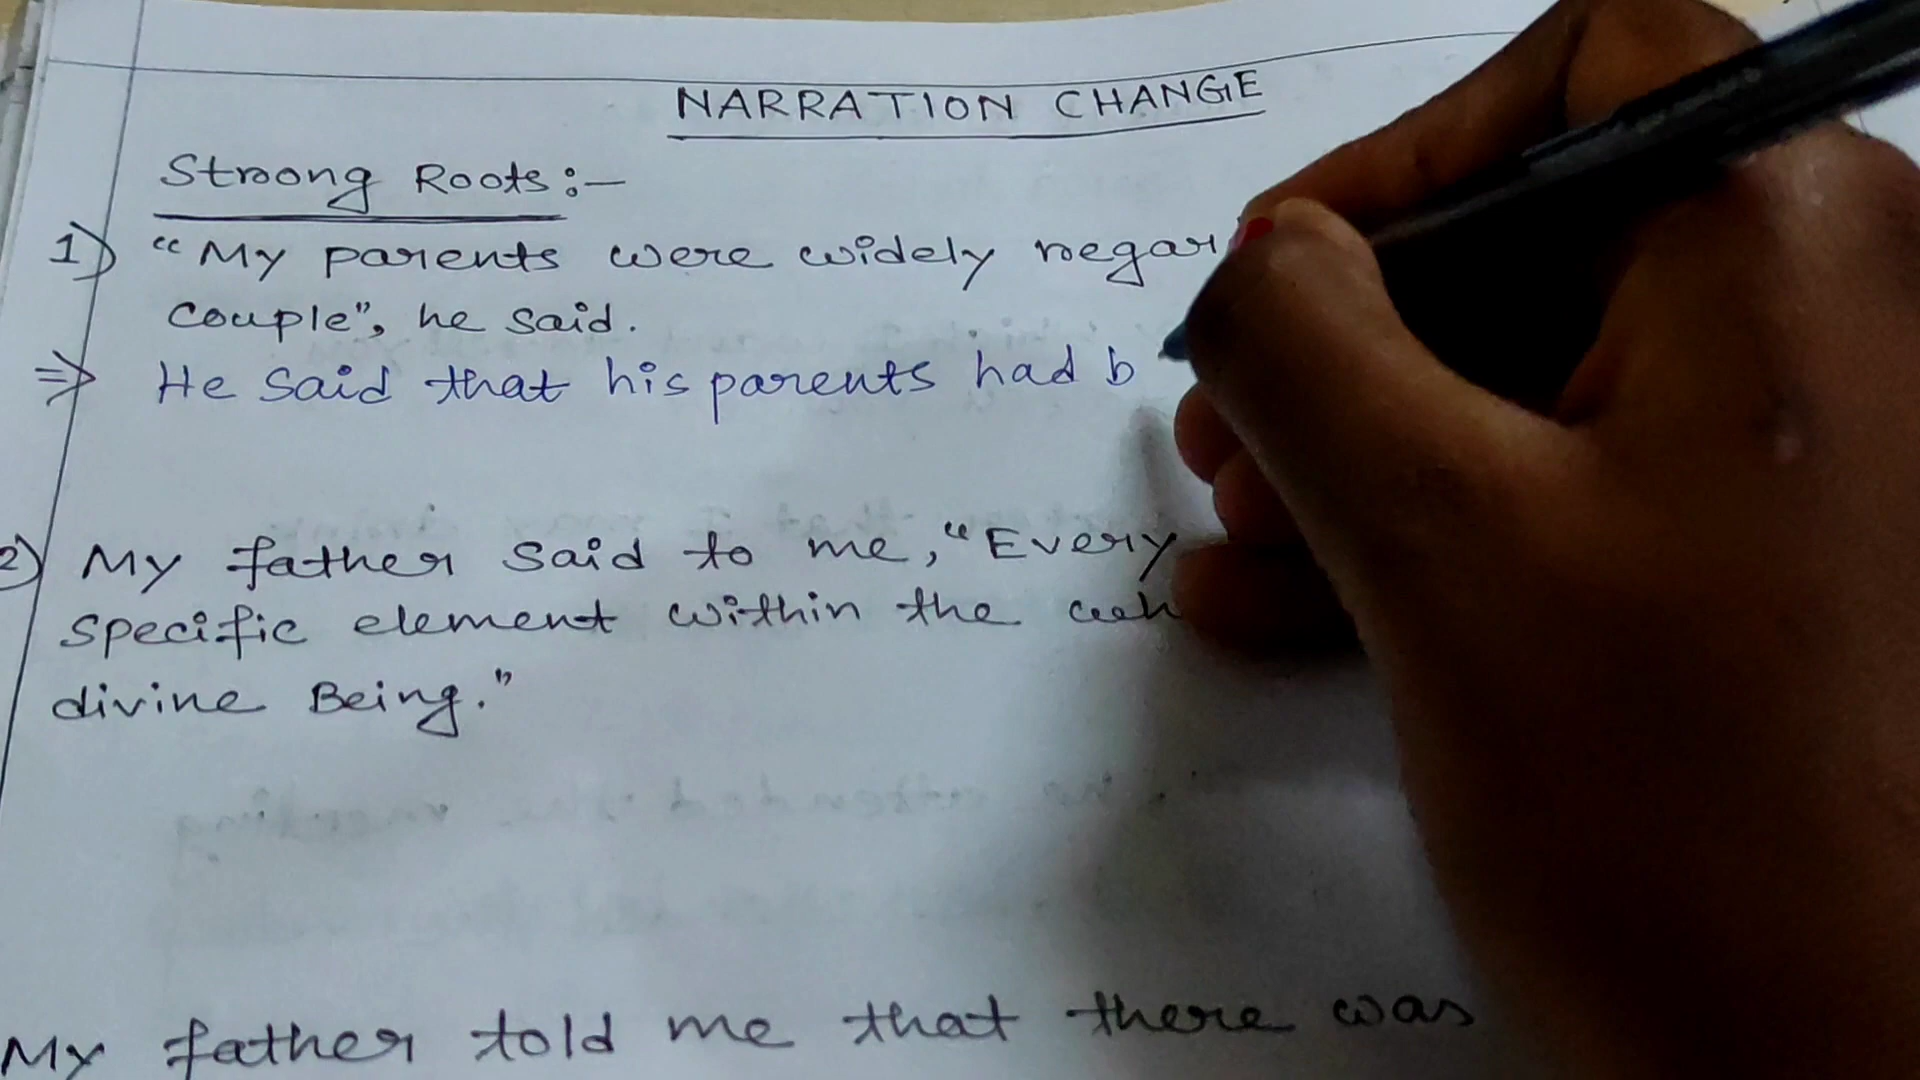 NARRATION CHANGE
Strong Roots :-
1) "My parents were widely regar
couple", he said.
=> He said that his parents had b
2) My father said to me, "Every
specific element within the
divine Being."
My father told me that there was